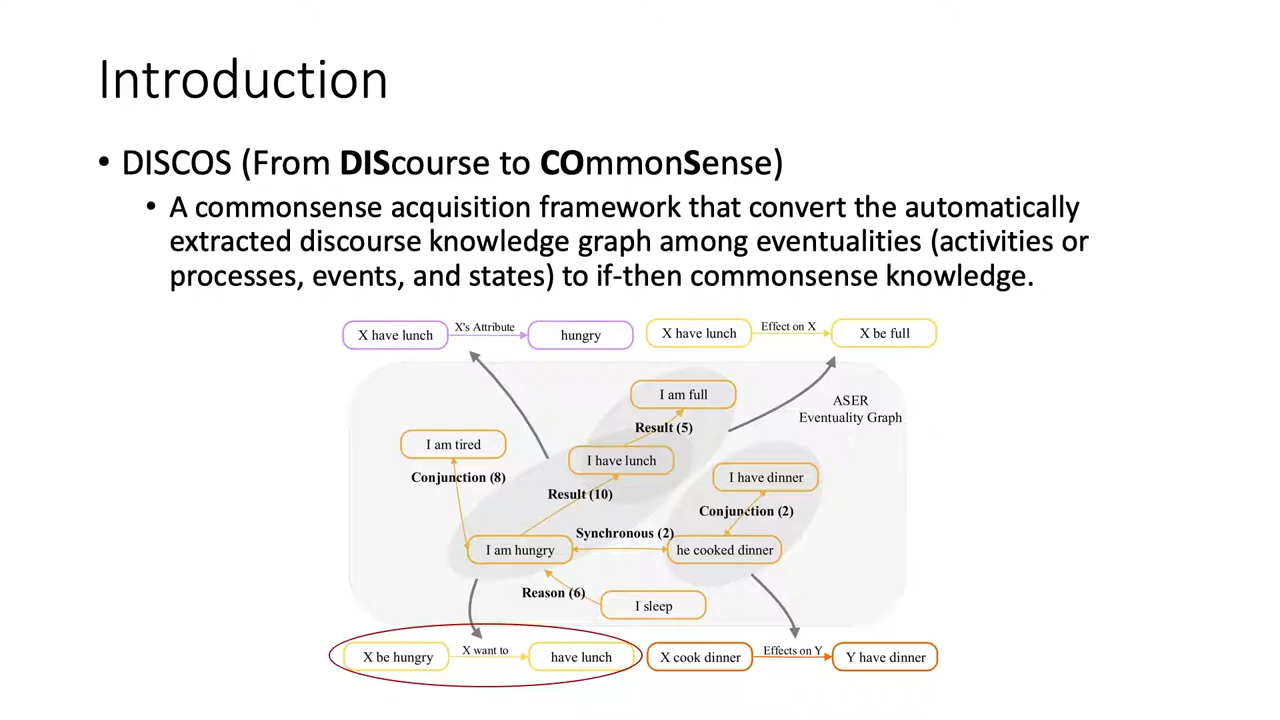 Introduction
• DISCOS (From DIScourse to COmmonSense)
• A commonsense acquisition framework that convert the automatically
extracted discourse knowledge graph among eventualities (activities or
processes, events, and states) to if-then commonsense knowledge.
X have lunch X's Attribute hungry
X have lunch Effect on X X be full
ASER
Eventuality Graph
I am full
Result (5)
I am tired
I have lunch
Conjunction (8)
I have dinner
Result (10)
Conjunction (2)
Synchronous (2)
I am hungry
he cooked dinner
Reason (6)
I sleep
X be hungry X want to have lunch
X cook dinner Effects on Y Y have dinner